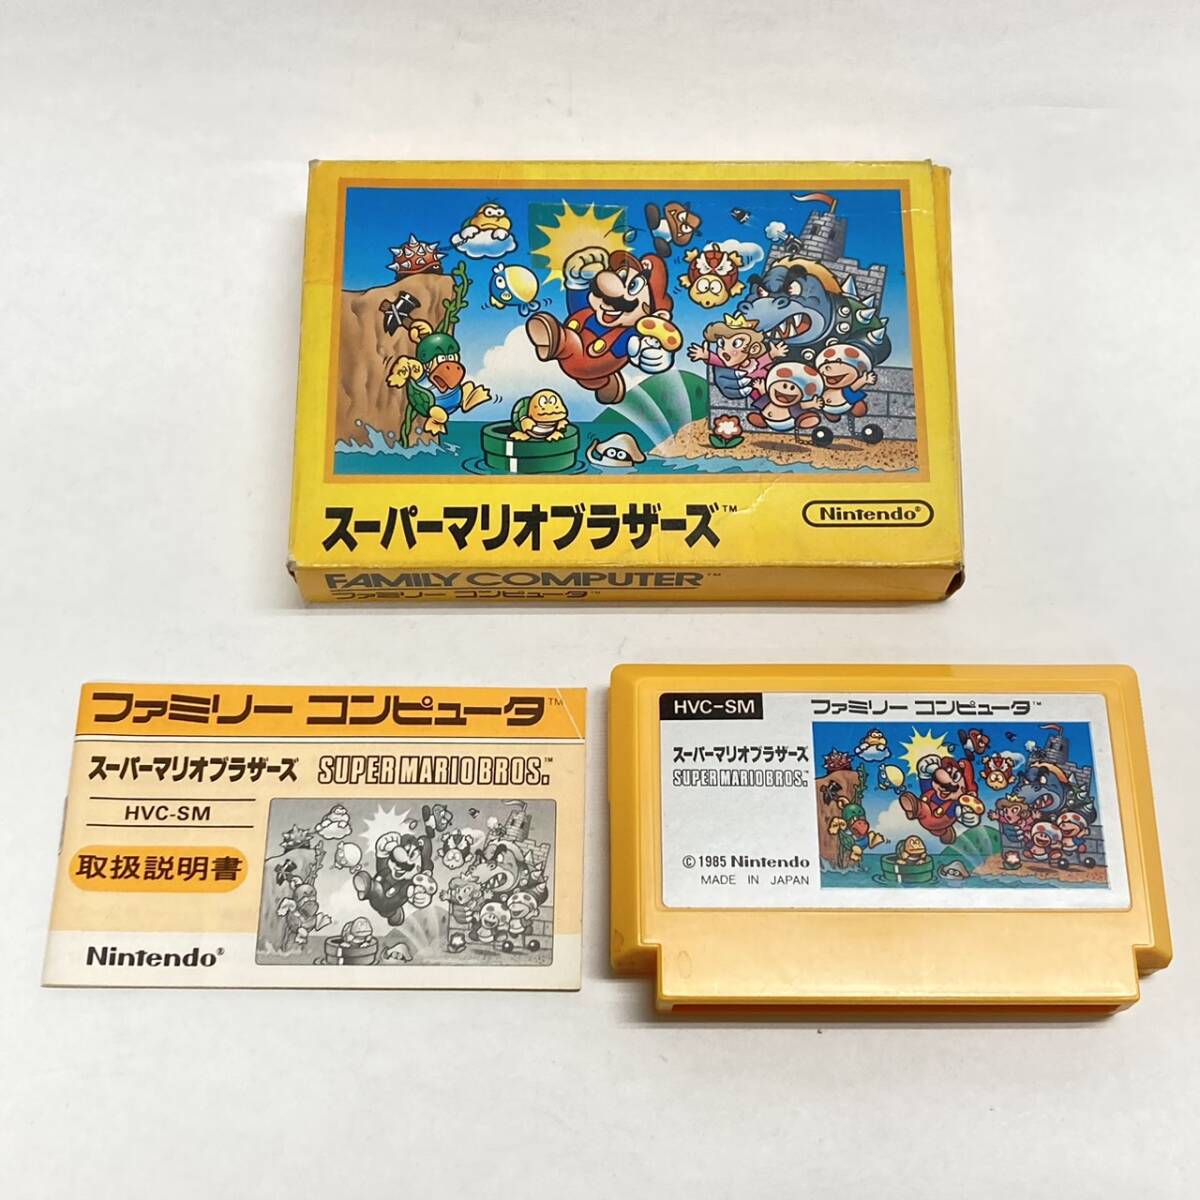 スーパーマリオブラザーズ™
Nintendo®
FAMILY COMPUTER™
ファミリー コンピュータ™
ファミリー コンピュータ™
スーパーマリオブラザーズ
SUPER MARIO BROS.™
HVC-SM
取扱説明書
Nintendo®
HVC-SM
ファミリー コンピュータ™
スーパーマリオブラザーズ
SUPER MARIO BROS.™
©1985 Nintendo
MADE IN JAPAN